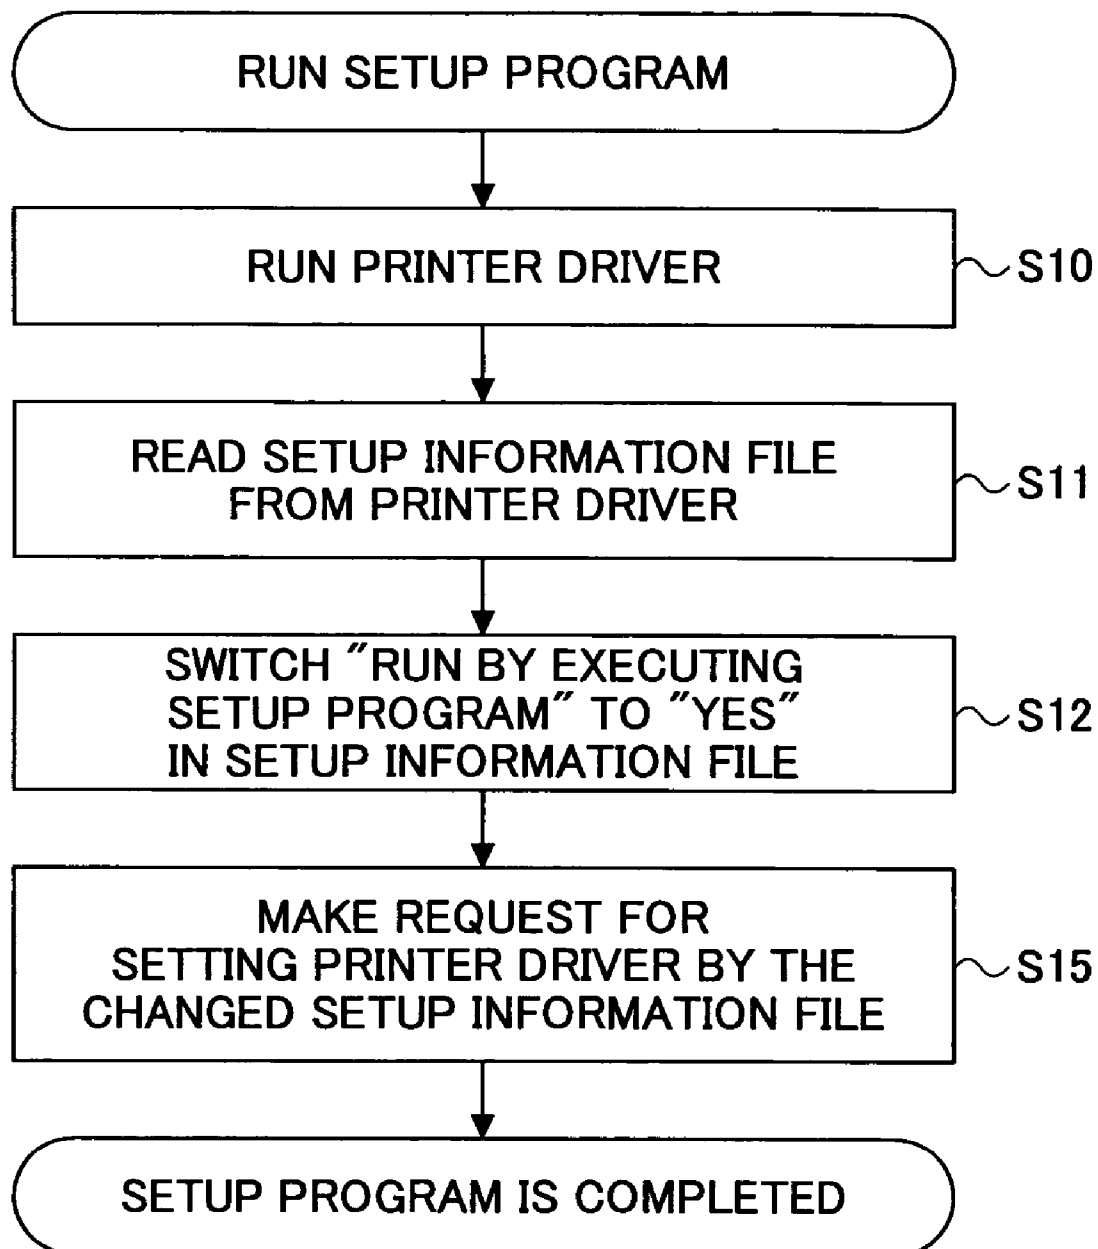 RUN SETUP PROGRAM
RUN PRINTER DRIVER
S10
READ SETUP INFORMATION FILE
FROM PRINTER DRIVER
S11
SWITCH "RUN BY EXECUTING
SETUP PROGRAM" TO "YES"
IN SETUP INFORMATION FILE
S12
MAKE REQUEST FOR
SETTING PRINTER DRIVER BY THE
CHANGED SETUP INFORMATION FILE
S15
SETUP PROGRAM IS COMPLETED